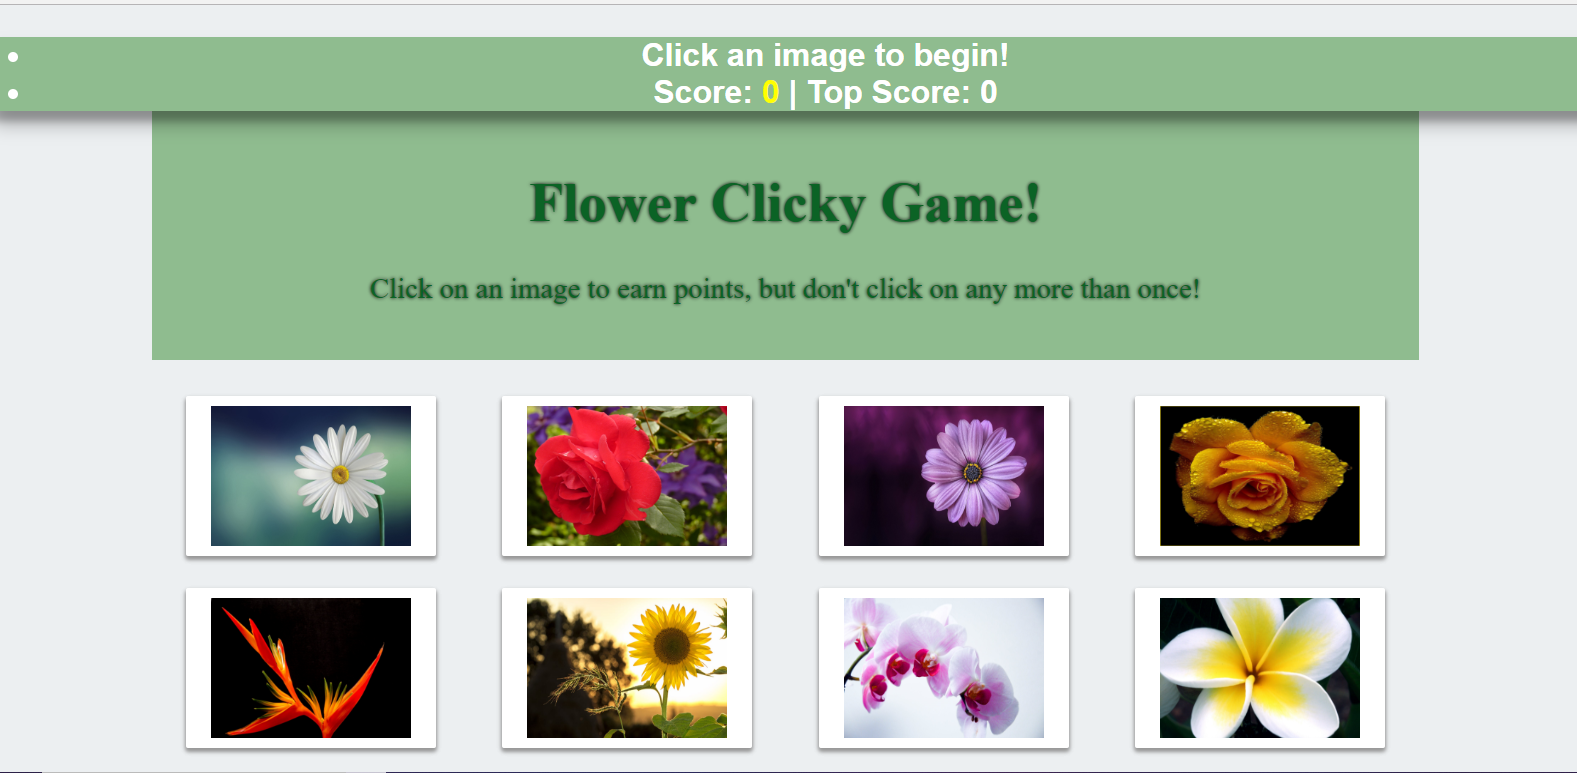 Click an image to begin!
Score: 0 | Top Score: 0
Flower Clicky Game!
Click on an image to earn points, but don't click on any more than once!